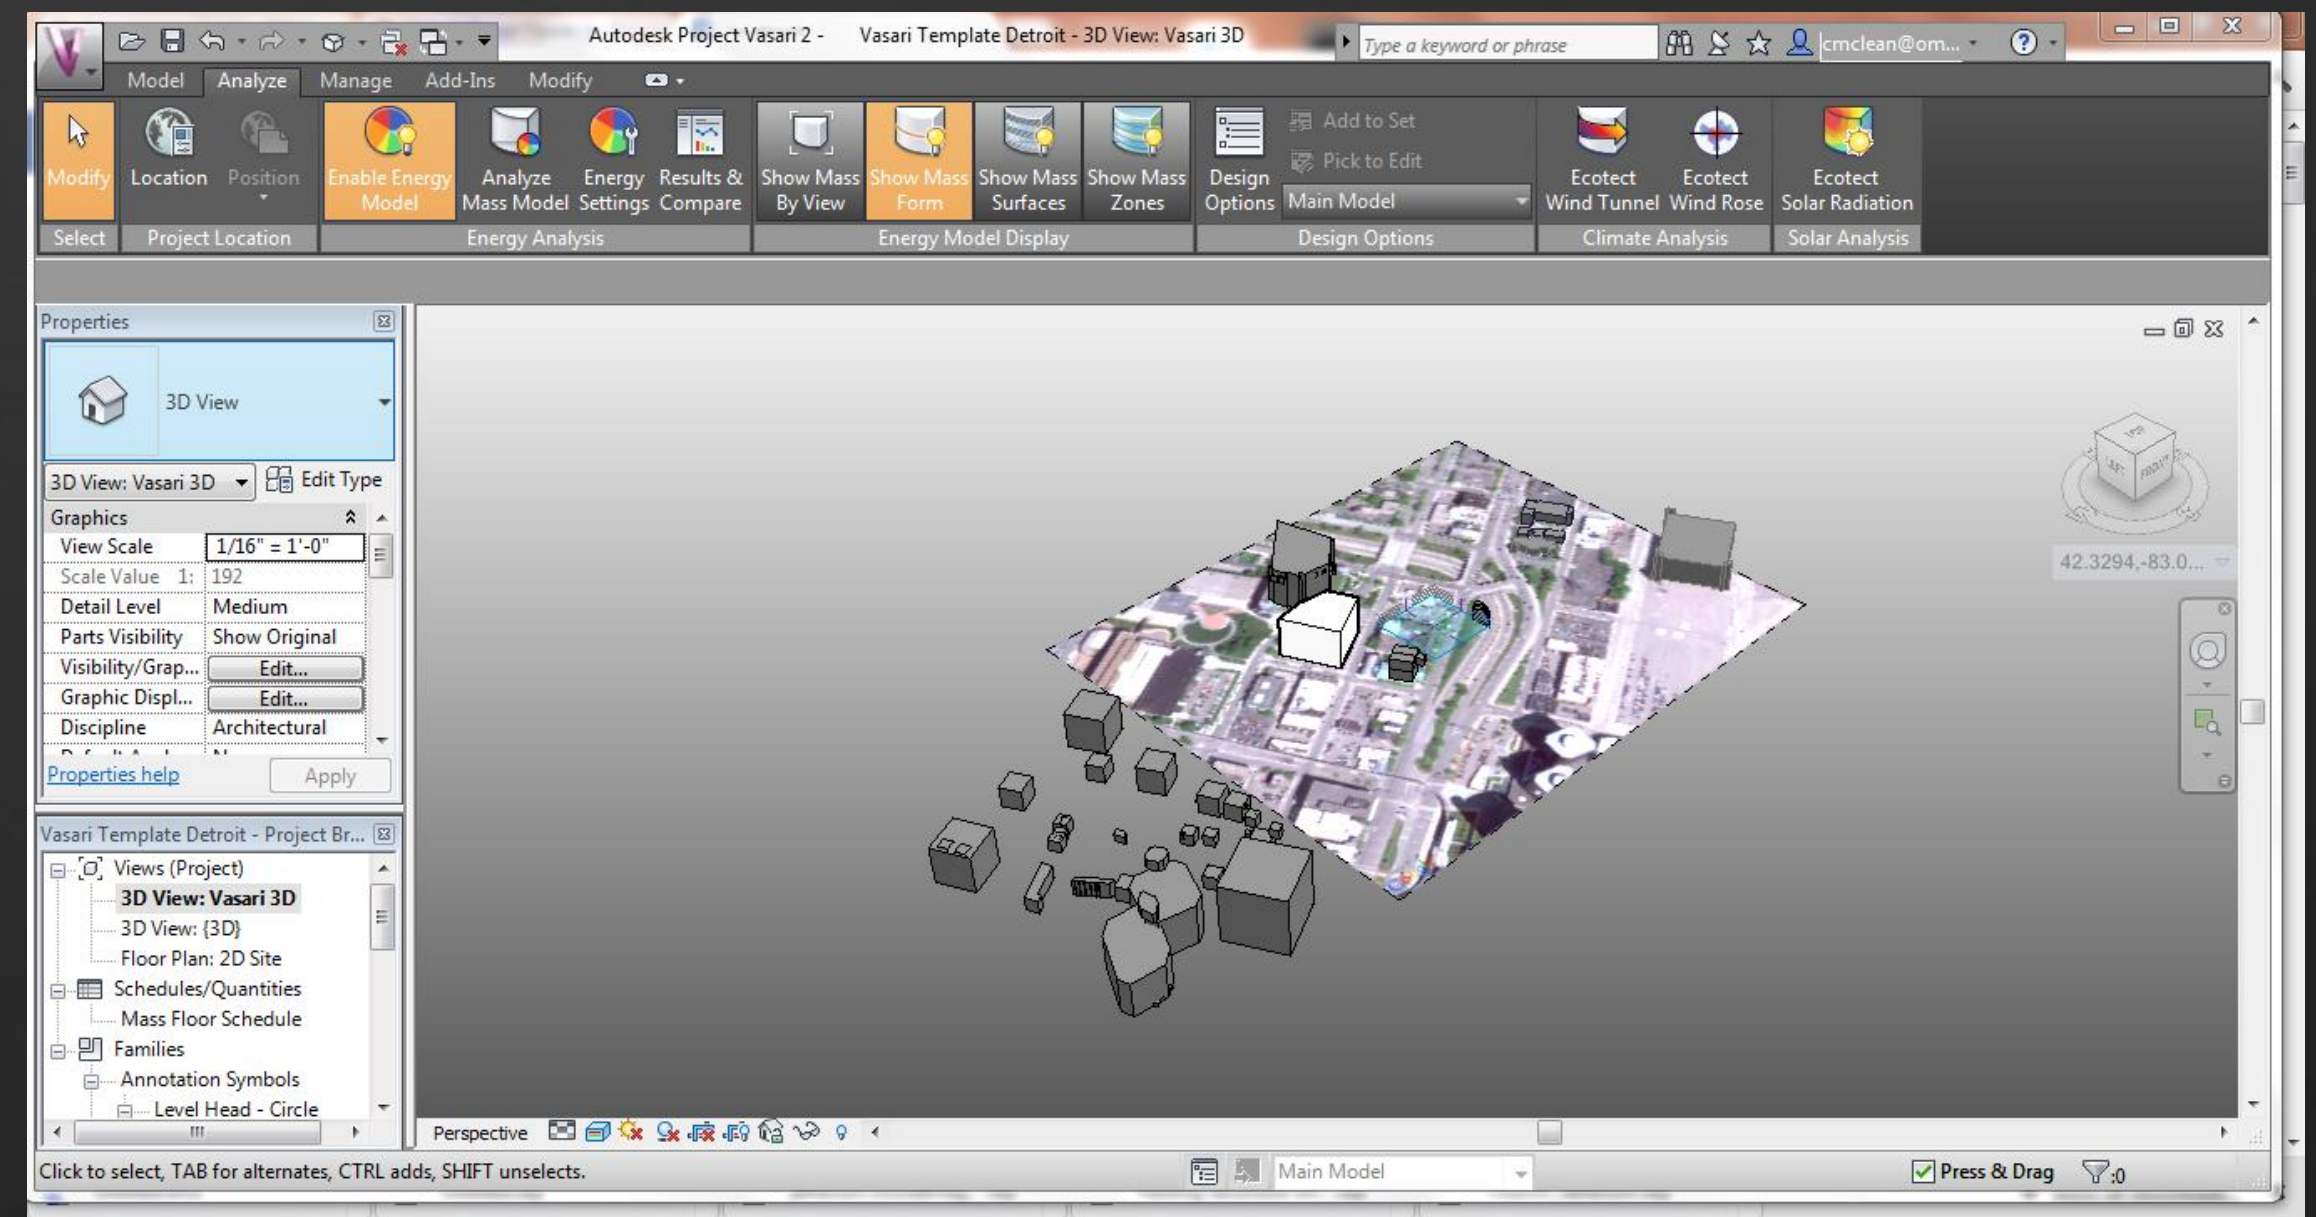 Autodesk Project Vasari 2 - Vasari Template Detroit - 3D View: Vasari 3D
Type a keyword or phrase
cmclean@om...
Model Analyze Manage Add-Ins Modify
Modify
Location
Position
Enable Energy
Model
Analyze
Mass Model
Energy
Settings
Results &
Compare
Show Mass
By View
Show Mass
Form
Show Mass
Surfaces
Show Mass
Zones
Design
Options
Add to Set
Pick to Edit
Main Model
Ecotect
Wind Tunnel
Ecotect
Wind Rose
Ecotect
Solar Radiation
Select Project Location Energy Analysis Energy Model Display Design Options Climate Analysis Solar Analysis
Properties
3D View
3D View: Vasari 3D Edit Type
Graphics
View Scale 1/16" = 1'-0"
Scale Value 1: 192
Detail Level Medium
Parts Visibility Show Original
Visibility/Grap... Edit...
Graphic Displ... Edit...
Discipline Architectural
Properties help Apply
TOP
LEFT FRONT
42.3294,-83.0...
Vasari Template Detroit - Project Br...
Views (Project)
3D View: Vasari 3D
3D View: {3D}
Floor Plan: 2D Site
Schedules/Quantities
Mass Floor Schedule
Families
Annotation Symbols
Level Head - Circle
Perspective
Click to select, TAB for alternates, CTRL adds, SHIFT unselects.
Main Model
Press & Drag
:0